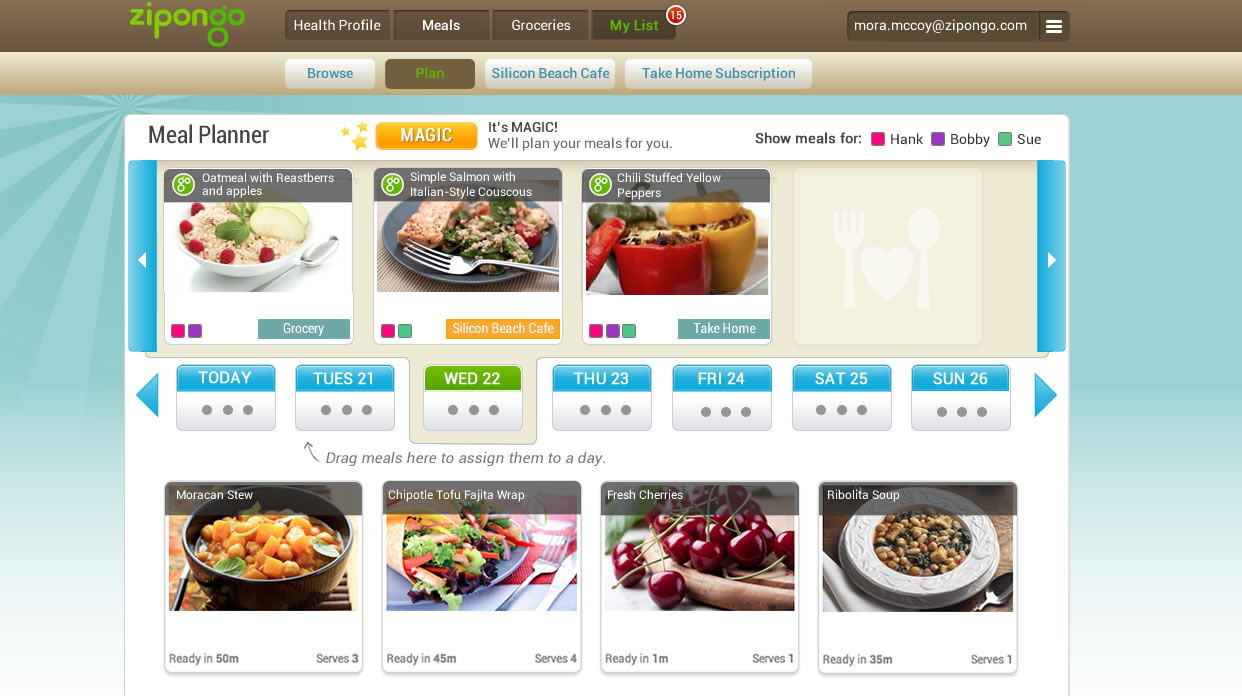 zipongo
Health Profile
Meals
Groceries
My List
15
mora.mccoy@zipongo.com
Browse
Plan
Silicon Beach Cafe
Take Home Subscription
Meal Planner
MAGIC
It's MAGIC!
We'll plan your meals for you.
Show meals for:
Hank
Bobby
Sue
Oatmeal with Reastberrs
and apples
Grocery
Simple Salmon with
Italian-Style Couscous
Silicon Beach Cafe
Chili Stuffed Yellow
Peppers
Take Home
TODAY
TUES 21
WED 22
THU 23
FRI 24
SAT 25
SUN 26
Drag meals here to assign them to a day.
Moracan Stew
Ready in 50m
Serves 3
Chipotle Tofu Fajita Wrap
Ready in 45m
Serves 4
Fresh Cherries
Ready in 1m
Serves 1
Ribolita Soup
Ready in 35m
Serves 1